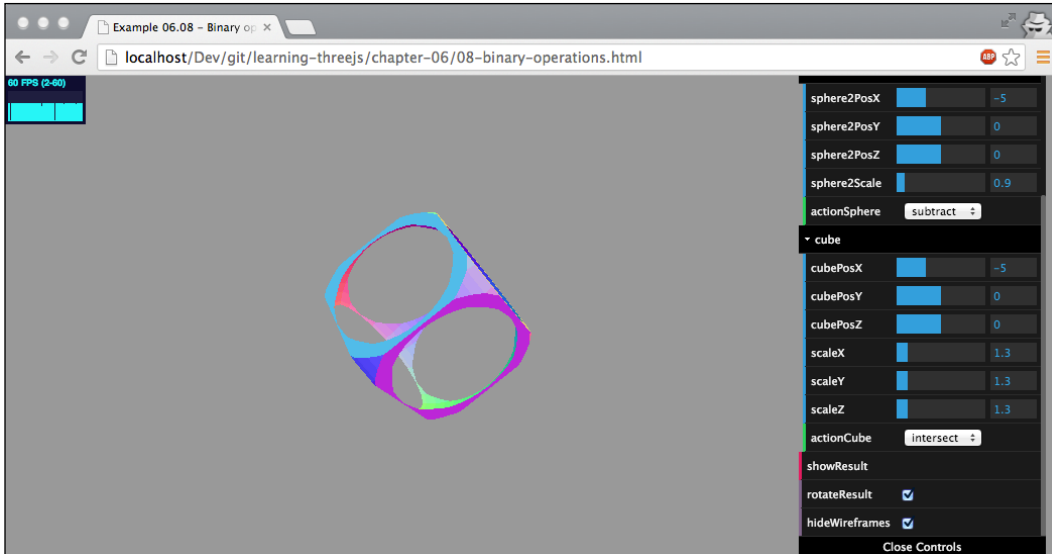 Example 06.08 – Binary op
localhost/Dev/git/learning-threejs/chapter-06/08-binary-operations.html
ABP
60 FPS (2-60)
sphere2PosX -5
sphere2PosY 0
sphere2PosZ 0
sphere2Scale 0.9
actionSphere subtract
cube
cubePosX -5
cubePosY 0
cubePosZ 0
scaleX 1.3
scaleY 1.3
scaleZ 1.3
actionCube intersect
showResult
rotateResult
hideWireframes
Close Controls